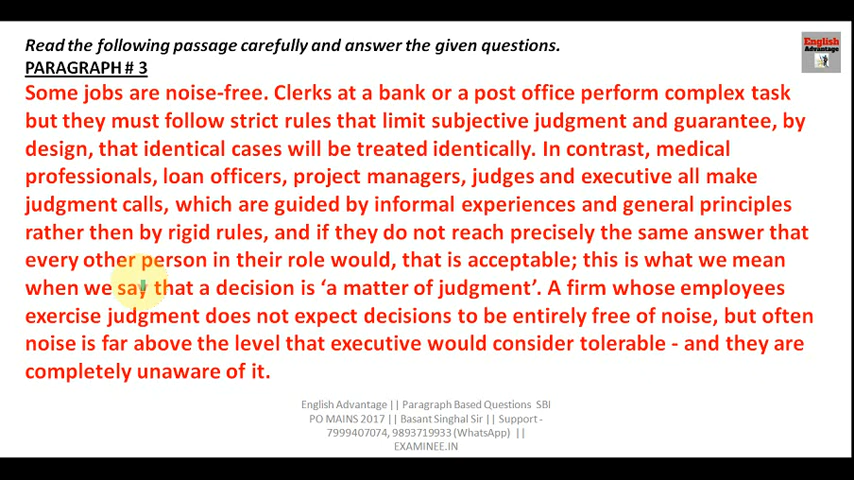 Read the following passage carefully and answer the given questions.
English
Advantage
PARAGRAPH # 3
Some jobs are noise-free. Clerks at a bank or a post office perform complex task
but they must follow strict rules that limit subjective judgment and guarantee, by
design, that identical cases will be treated identically. In contrast, medical
professionals, loan officers, project managers, judges and executive all make
judgment calls, which are guided by informal experiences and general principles
rather then by rigid rules, and if they do not reach precisely the same answer that
every other person in their role would, that is acceptable; this is what we mean
when we say that a decision is ‘a matter of judgment’. A firm whose employees
exercise judgment does not expect decisions to be entirely free of noise, but often
noise is far above the level that executive would consider tolerable - and they are
completely unaware of it.
English Advantage || Paragraph Based Questions SBI
PO MAINS 2017 || Basant Singhal Sir || Support -
7999407074, 9893719933 (WhatsApp) ||
EXAMINEE.IN